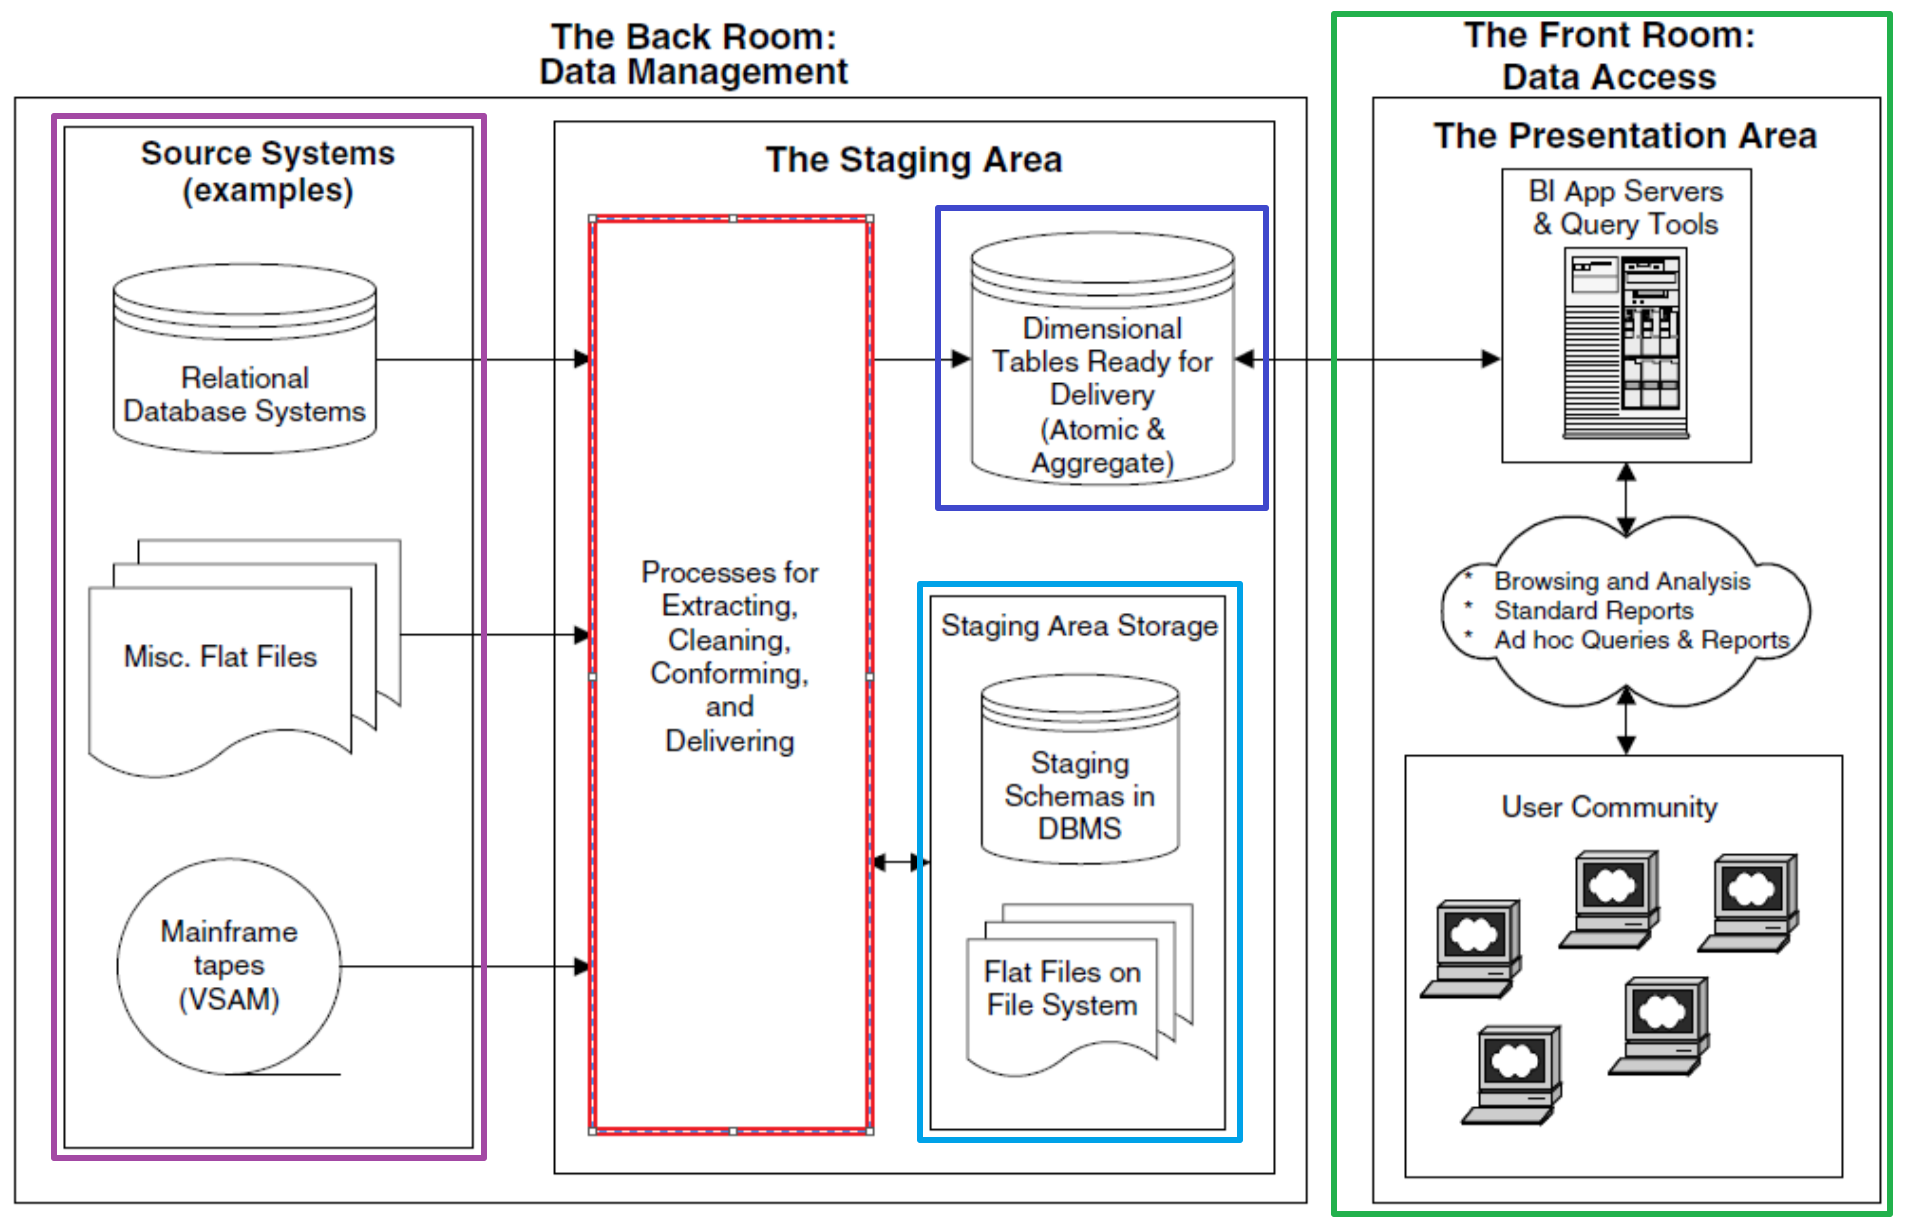 The Back Room:
Data Management
Source Systems
(examples)
Relational
Database Systems
Misc. Flat Files
Mainframe
tapes
(VSAM)
The Staging Area
Processes for
Extracting,
Cleaning,
Conforming,
and
Delivering
Dimensional
Tables Ready for
Delivery
(Atomic &
Aggregate)
Staging Area Storage
Staging
Schemas in
DBMS
Flat Files on
File System
The Front Room:
Data Access
The Presentation Area
BI App Servers
& Query Tools
* Browsing and Analysis
* Standard Reports
* Ad hoc Queries & Reports
User Community